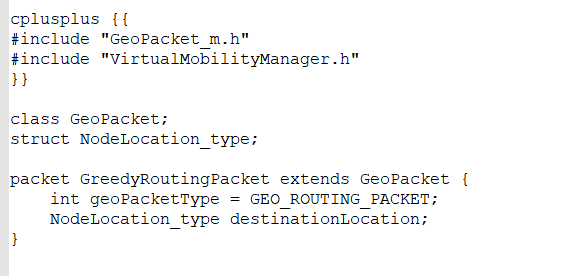 cplusplus {{
#include "GeoPacket_m.h"
#include "VirtualMobilityManager.h"
}}

class GeoPacket;
struct NodeLocation_type;

packet GreedyRoutingPacket extends GeoPacket {
    int geoPacketType = GEO_ROUTING_PACKET;
    NodeLocation_type destinationLocation;
}